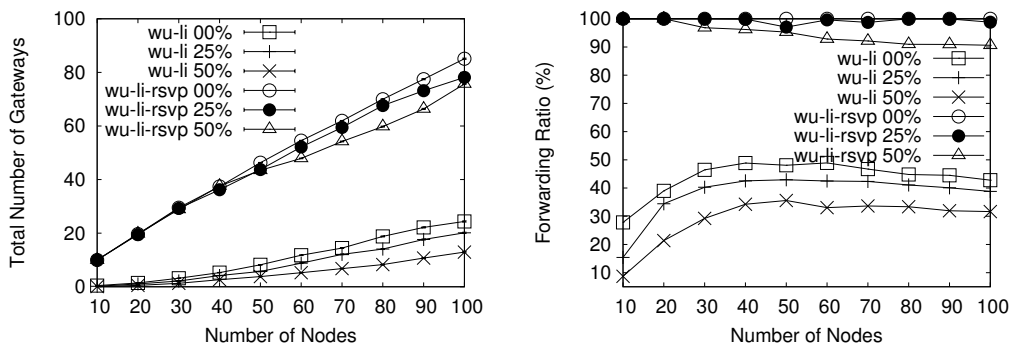 Total Number of Gateways
100
80
60
40
20
0
10 20 30 40 50 60 70 80 90 100
Number of Nodes
wu-li 00%
wu-li 25%
wu-li 50%
wu-li-rsvp 00%
wu-li-rsvp 25%
wu-li-rsvp 50%
Forwarding Ratio (%)
100
90
80
70
60
50
40
30
20
10
10 20 30 40 50 60 70 80 90 100
Number of Nodes
wu-li 00%
wu-li 25%
wu-li 50%
wu-li-rsvp 00%
wu-li-rsvp 25%
wu-li-rsvp 50%